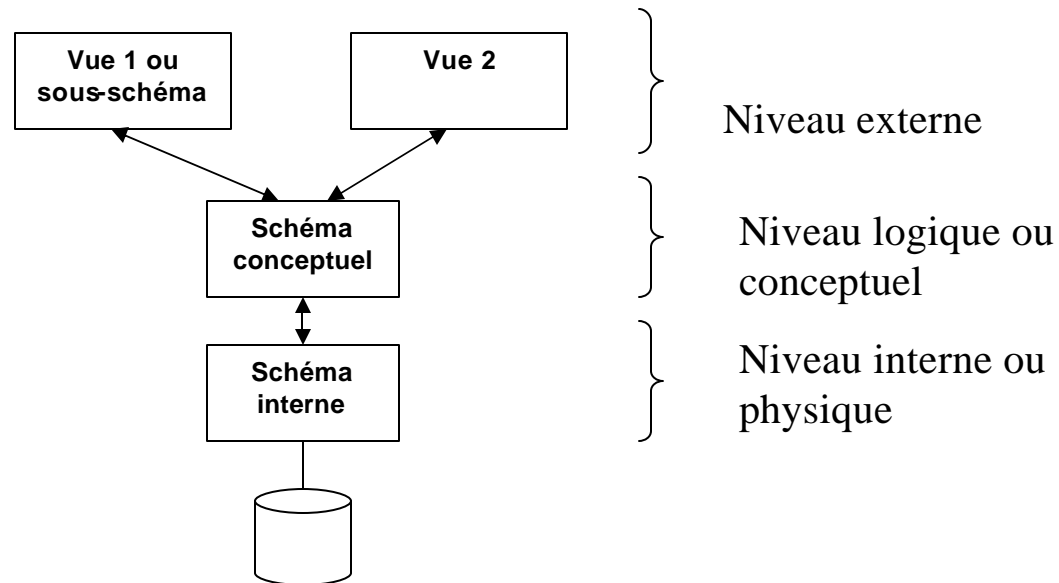 Vue 1 ou
sous-schéma
Vue 2
Niveau externe
Schéma
conceptuel
Niveau logique ou
conceptuel
Schéma
interne
Niveau interne ou
physique